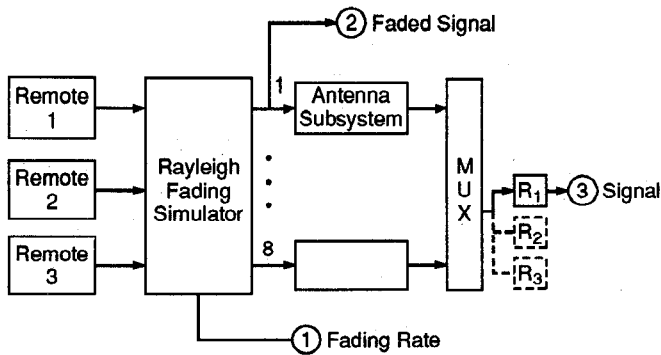 2 Faded Signal
Remote
1
Remote
2
Remote
3
Rayleigh
Fading
Simulator
1
Antenna
Subsystem
8
M
U
X
R1
R2
R3
3 Signal
1 Fading Rate